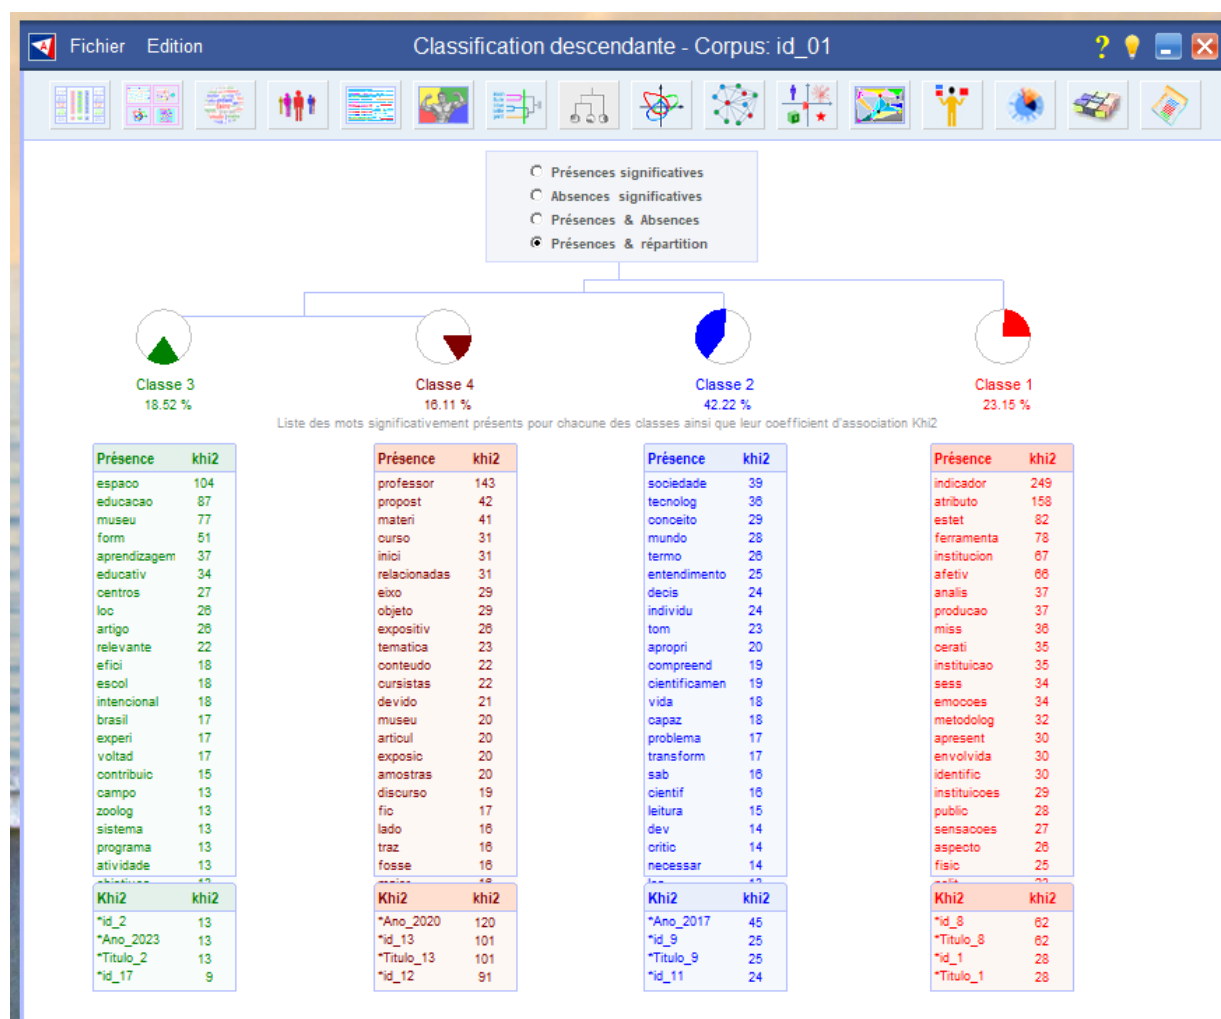 A Fichier Edition Classification descendante - Corpus: id_01 ?
Présences significatives
Absences significatives
Présences & Absences
Présences & répartition
Classe 3 Classe 4 Classe 2 Classe 1
18.52 % 16.11 % 42.22 % 23.15 %
Liste des mots significativement présents pour chacune des classes ainsi que leur coefficient d'association Khi2
Présence khi2 Présence khi2 Présence khi2 Présence khi2
espaco 104 professor 143 sociedade 39 indicador 249
educacao 87 propost 42 tecnolog 36 atributo 158
museu 77 materi 41 conceito 29 estet 82
form 51 curso 31 mundo 28 ferramenta 78
aprendizagem 37 inici 31 termo 26 institucion 67
educativ 34 relacionadas 31 entendimento 25 afetiv 66
centros 27 eixo 29 decis 24 analis 37
loc 26 objeto 29 individu 24 producao 37
artigo 26 expositiv 26 tom 23 miss 36
relevante 22 tematica 23 apropri 20 cerati 35
efici 18 conteudo 22 compreend 19 instituicao 35
escol 18 cursistas 22 cientificamen 19 sess 34
intencional 18 devido 21 vida 18 emocoes 34
brasil 17 museu 20 capaz 18 metodolog 32
experi 17 articul 20 problema 17 apresent 30
voltad 17 exposic 20 transform 17 envolvida 30
contribuic 15 amostras 20 sab 16 identific 30
campo 13 discurso 19 cientif 16 instituicoes 29
zoolog 13 fic 17 leitura 15 public 28
sistema 13 lado 16 dev 14 sensacoes 27
programa 13 traz 16 critic 14 aspecto 26
atividade 13 fosse 16 necessar 14 fisic 25
Khi2 khi2 Khi2 khi2 Khi2 khi2 Khi2 khi2
*id_2 13 *Ano_2020 120 *Ano_2017 45 *id_8 62
*Ano_2023 13 *id_13 101 *id_9 25 *Titulo_8 62
*Titulo_2 13 *Titulo_13 101 *Titulo_9 25 *id_1 28
*id_17 9 *id_12 91 *id_11 24 *Titulo_1 28